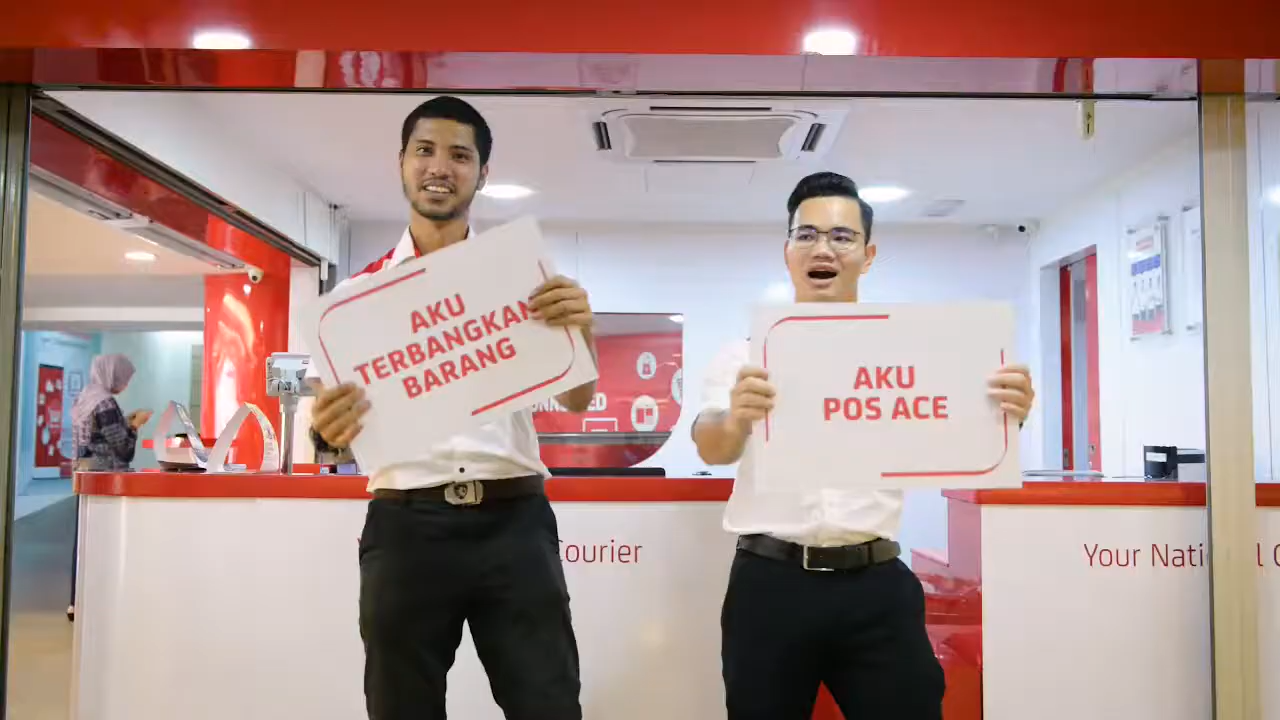 AKU
TERBANGKAN
BARANG
AKU
POS ACE
Courier
Your Nati